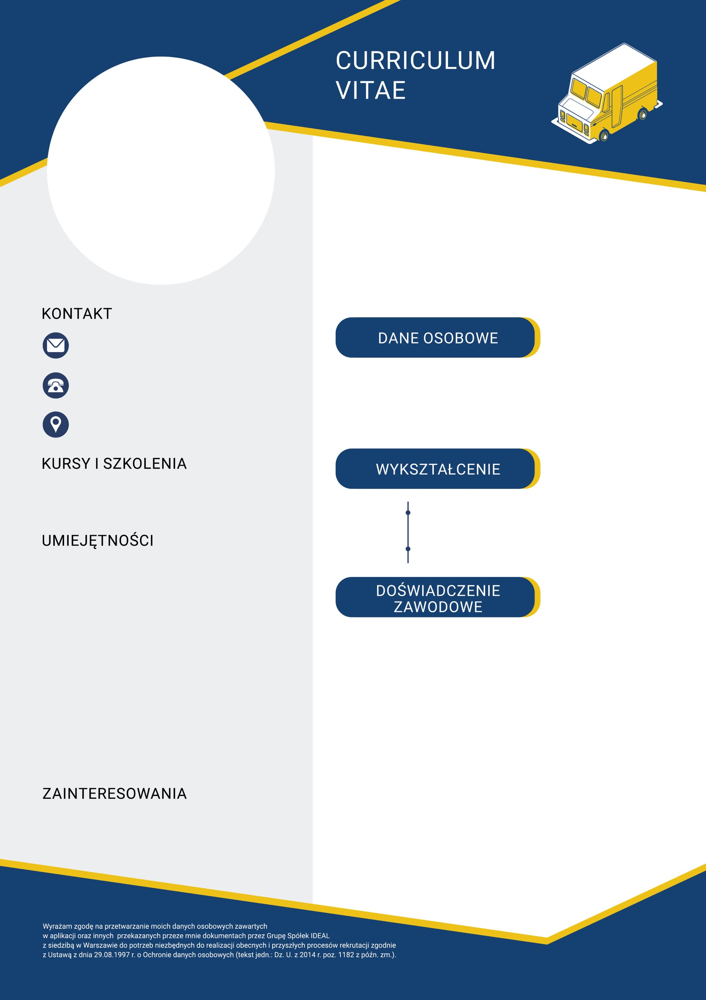 CURRICULUM
VITAE
KONTAKT
KURSY I SZKOLENIA
UMIEJĘTNOŚCI
ZAINTERESOWANIA
DANE OSOBOWE
WYKSZTAŁCENIE
DOŚWIADCZENIE
ZAWODOWE
Wyrażam zgodę na przetwarzanie moich danych osobowych zawartych
w aplikacji oraz innych  przekazanych przeze mnie dokumentach przez Grupę Spółek IDEAL
z siedzibą w Warszawie do potrzeb niezbędnych do realizacji obecnych i przyszłych procesów rekrutacji zgodnie
z Ustawą z dnia 29.08.1997 r. o Ochronie danych osobowych (tekst jedn.: Dz. U. z 2014 r. poz. 1182 z późn. zm.).